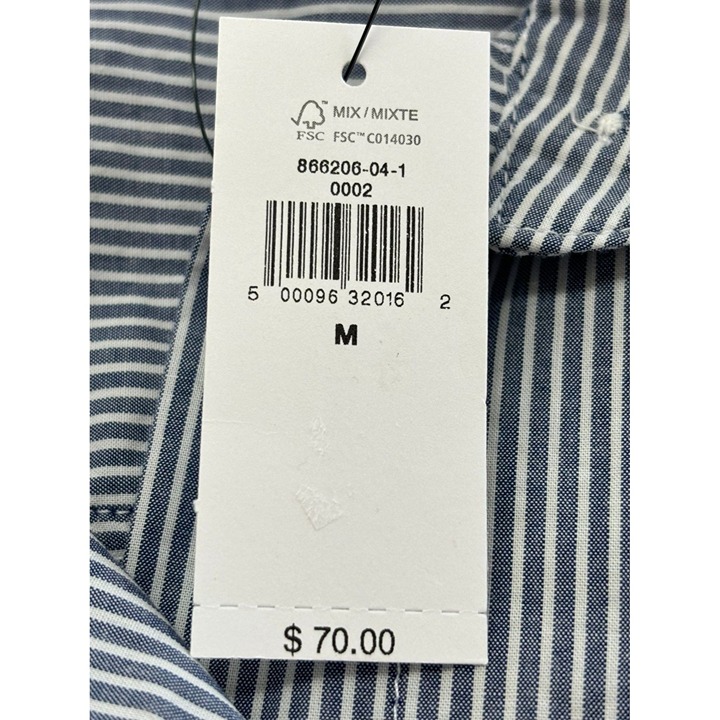 MIX / MIXTE
FSC FSC™ C014030
866206-04-1
0002
5 00096 32016 2
M
$ 70.00